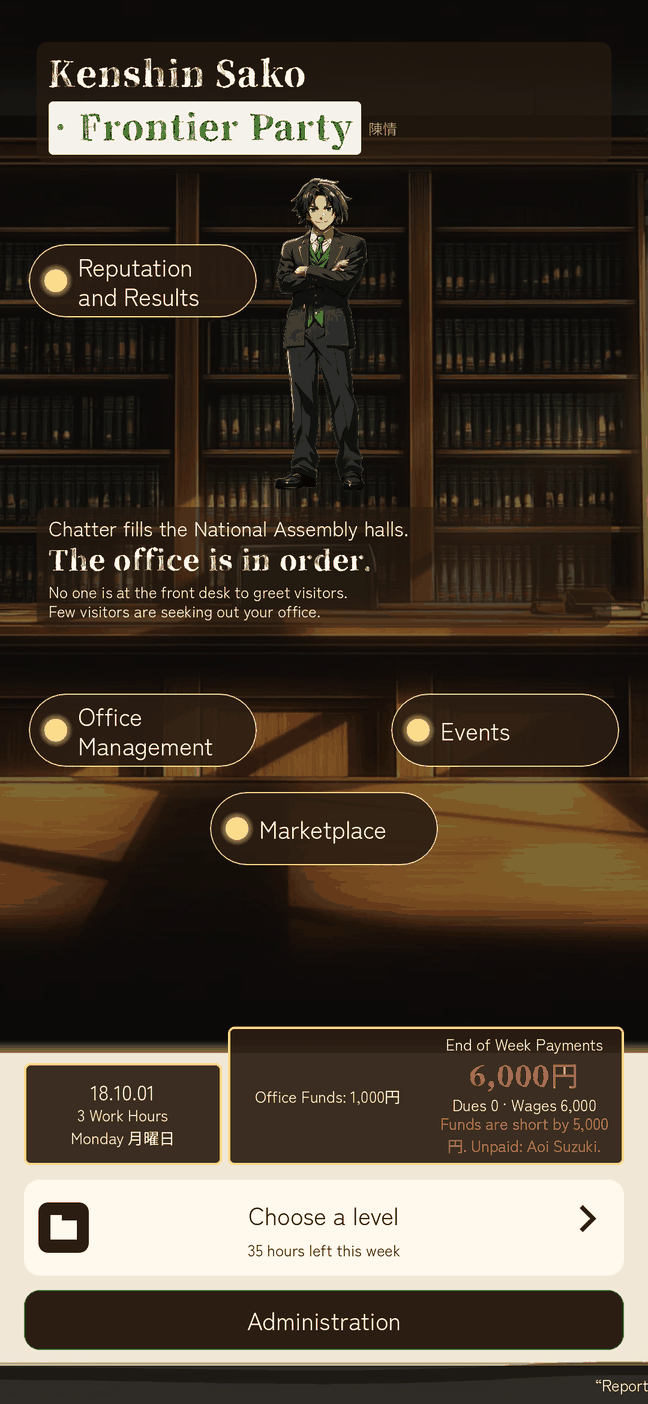 Kenshin Sako
· Frontier Party 陳情
Reputation
and Results
Chatter fills the National Assembly halls.
The office is in order.
No one is at the front desk to greet visitors.
Few visitors are seeking out your office.
Office
Management
Events
Marketplace
18.10.01
3 Work Hours
Monday 月曜日
Office Funds: 1,000円
End of Week Payments
6,000円
Dues 0 · Wages 6,000
Funds are short by 5,000
円. Unpaid: Aoi Suzuki.
Choose a level
35 hours left this week
Administration
“Report